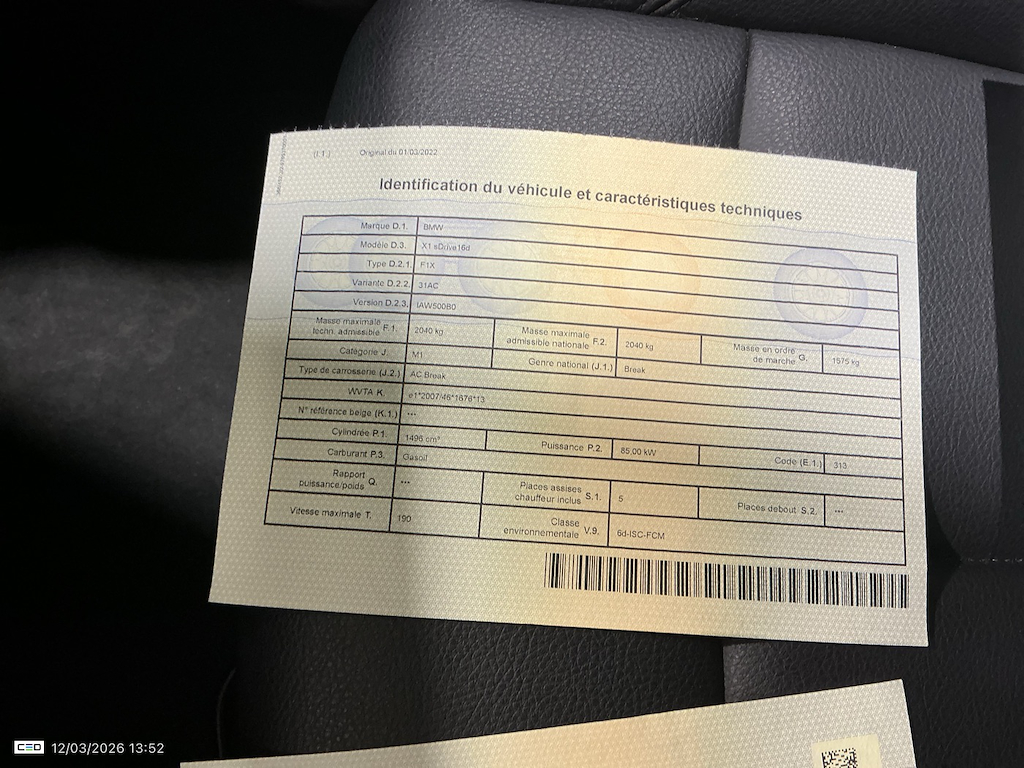 (I.1.) Original du 01/03/2022
Identification du véhicule et caractéristiques techniques
Marque D.1. BMW
Modèle D.3. X1 sDrive16d
Type D.2.1. F1X
Variante D.2.2. 31AC
Version D.2.3. IAW500B0
Masse maximale techn. admissible F.1. 2040 kg Masse maximale admissible nationale F.2. 2040 kg Masse en ordre de marche G. 1575 kg
Catégorie J. M1 Genre national (J.1.) Break
Type de carrosserie (J.2.) AC Break
WVTA K. e1*2007/46*1676*13
N° référence belge (K.1.) ---
Cylindrée P.1. 1496 cm³ Puissance P.2. 85,00 kW Code (E.1.) 313
Carburant P.3. Gasoil
Rapport puissance/poids Q. --- Places assises chauffeur inclus S.1. 5 Places debout S.2. ---
Vitesse maximale T. 190 Classe environnementale V.9. 6d-ISC-FCM
CEO 12/03/2026 13:52